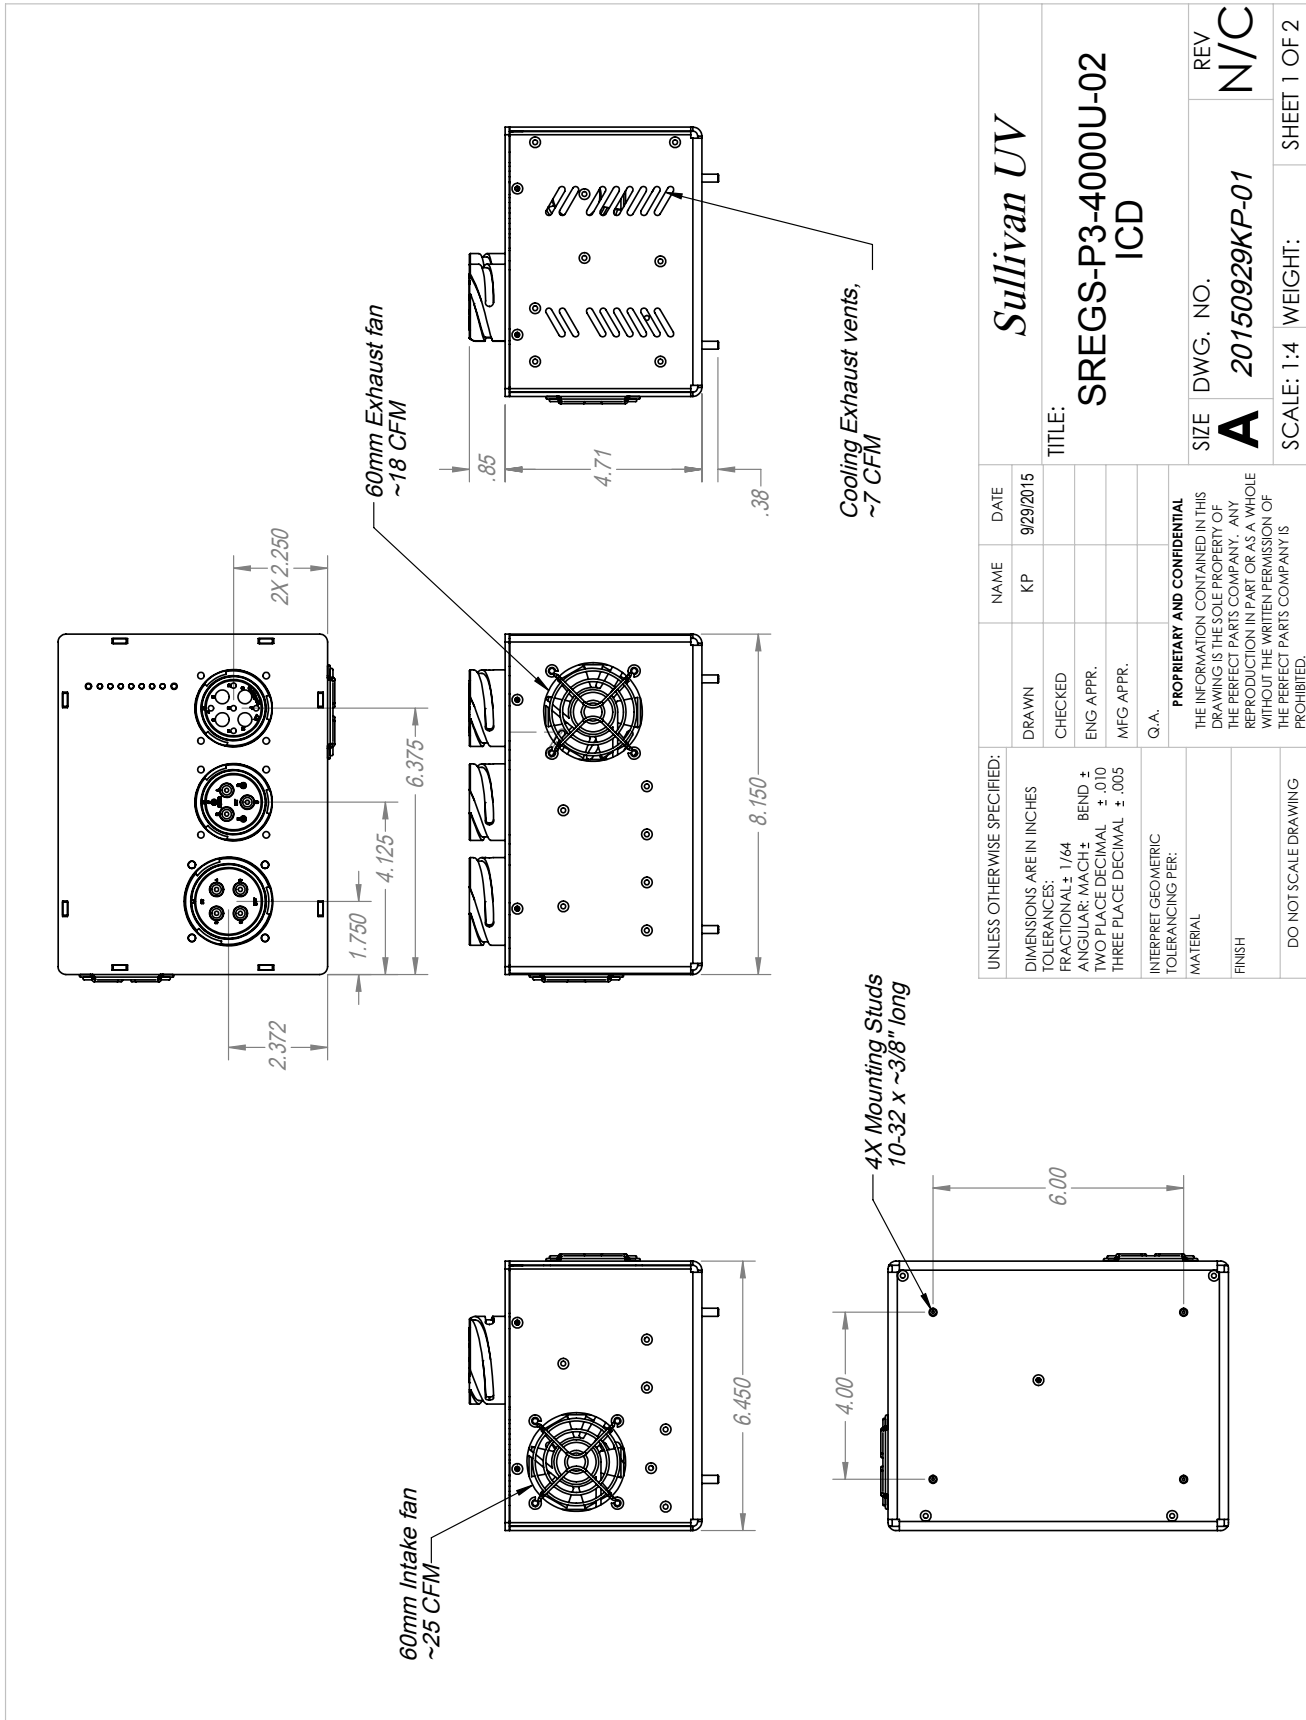 2X 2.250
6.375
4.125
1.750
2.372
60mm Exhaust fan
~18 CFM
8.150
.85
4.71
.38
Cooling Exhaust vents,
~7 CFM
60mm Intake fan
~25 CFM
6.450
4X Mounting Studs
10-32 x ~3/8" long
4.00
6.00
UNLESS OTHERWISE SPECIFIED:
DIMENSIONS ARE IN INCHES
TOLERANCES:
FRACTIONAL ± 1/64
ANGULAR: MACH ± BEND ±
TWO PLACE DECIMAL ± .010
THREE PLACE DECIMAL ± .005
INTERPRET GEOMETRIC
TOLERANCING PER:
MATERIAL
FINISH
DO NOT SCALE DRAWING
NAME DATE
DRAWN KP 9/29/2015
CHECKED
ENG APPR.
MFG APPR.
Q.A.
PROPRIETARY AND CONFIDENTIAL
THE INFORMATION CONTAINED IN THIS
DRAWING IS THE SOLE PROPERTY OF
THE PERFECT PARTS COMPANY. ANY
REPRODUCTION IN PART OR AS A WHOLE
WITHOUT THE WRITTEN PERMISSION OF
THE PERFECT PARTS COMPANY IS
PROHIBITED.
Sullivan UV
TITLE:
SREGS-P3-4000U-02
ICD
SIZE DWG. NO. REV
A 20150929KP-01 N/C
SCALE: 1:4 WEIGHT: SHEET 1 OF 2